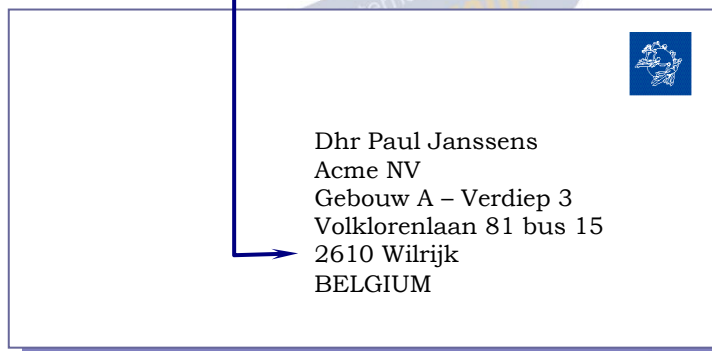 Dhr Paul Janssens
Acme NV
Gebouw A – Verdiep 3
Volklorenlaan 81 bus 15
2610 Wilrijk
BELGIUM